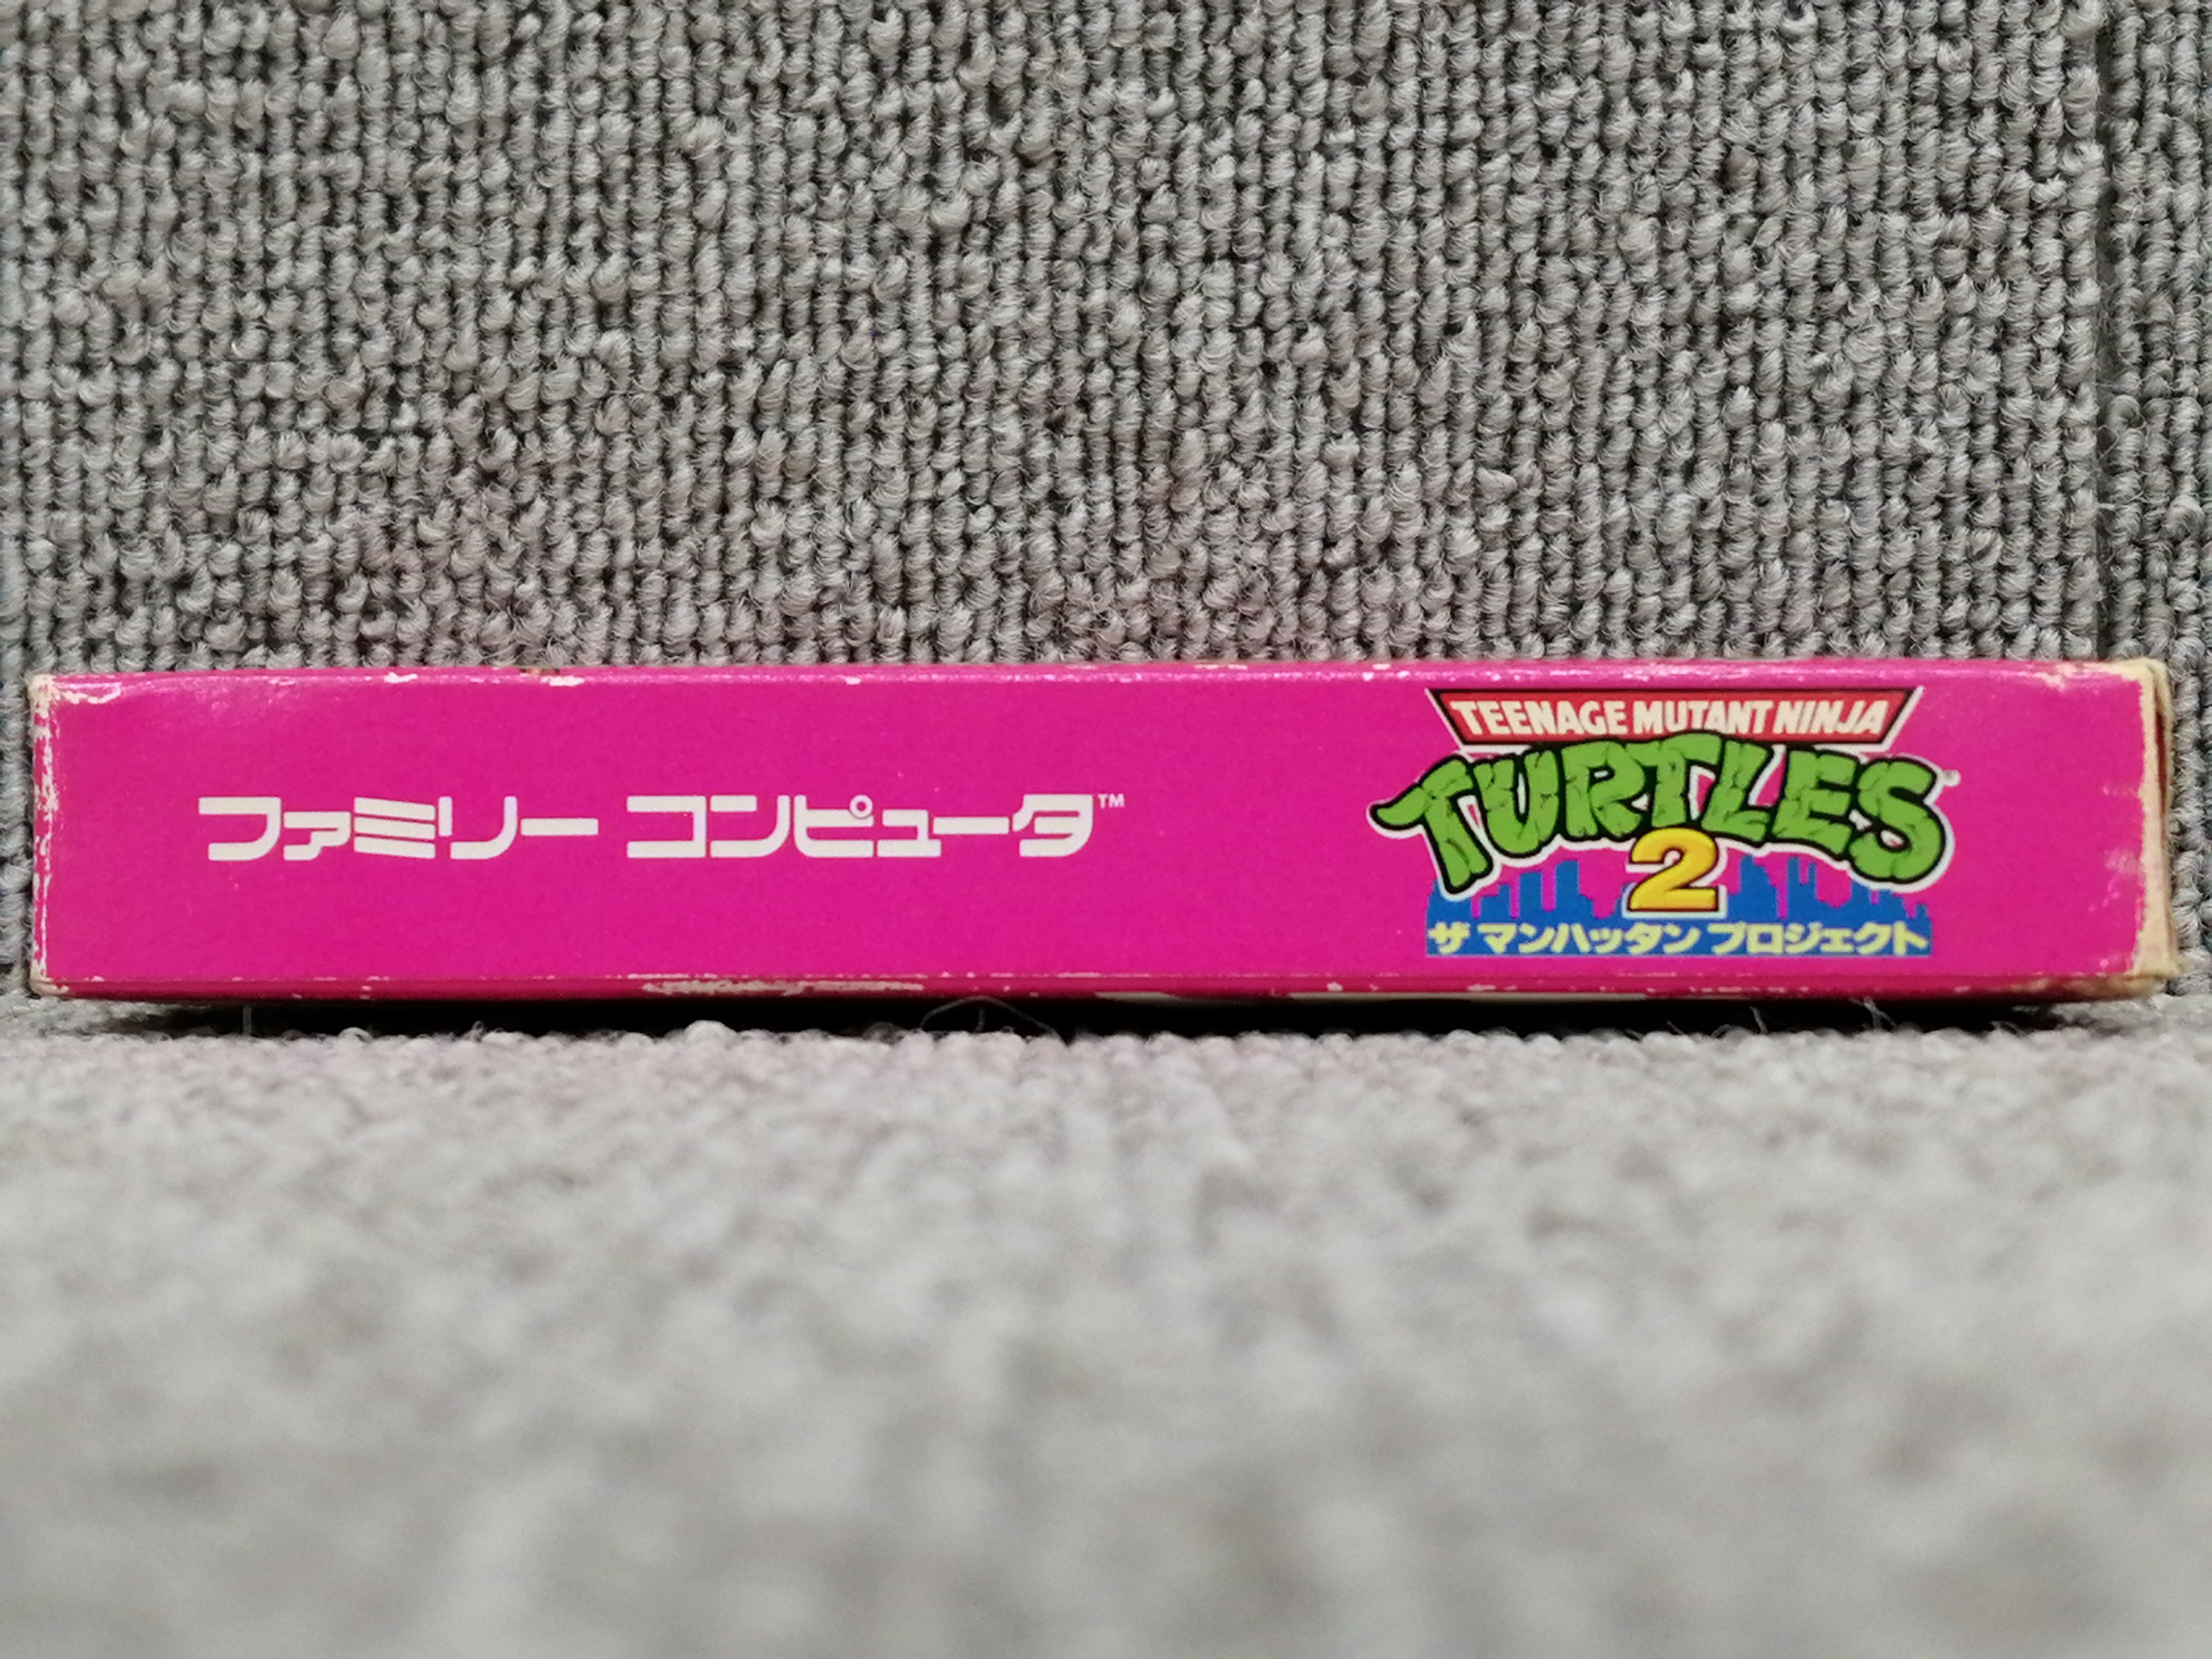 ファミリー コンピュータ™
TEENAGE MUTANT NINJA
TURTLES
2
ザ マンハッタン プロジェクト